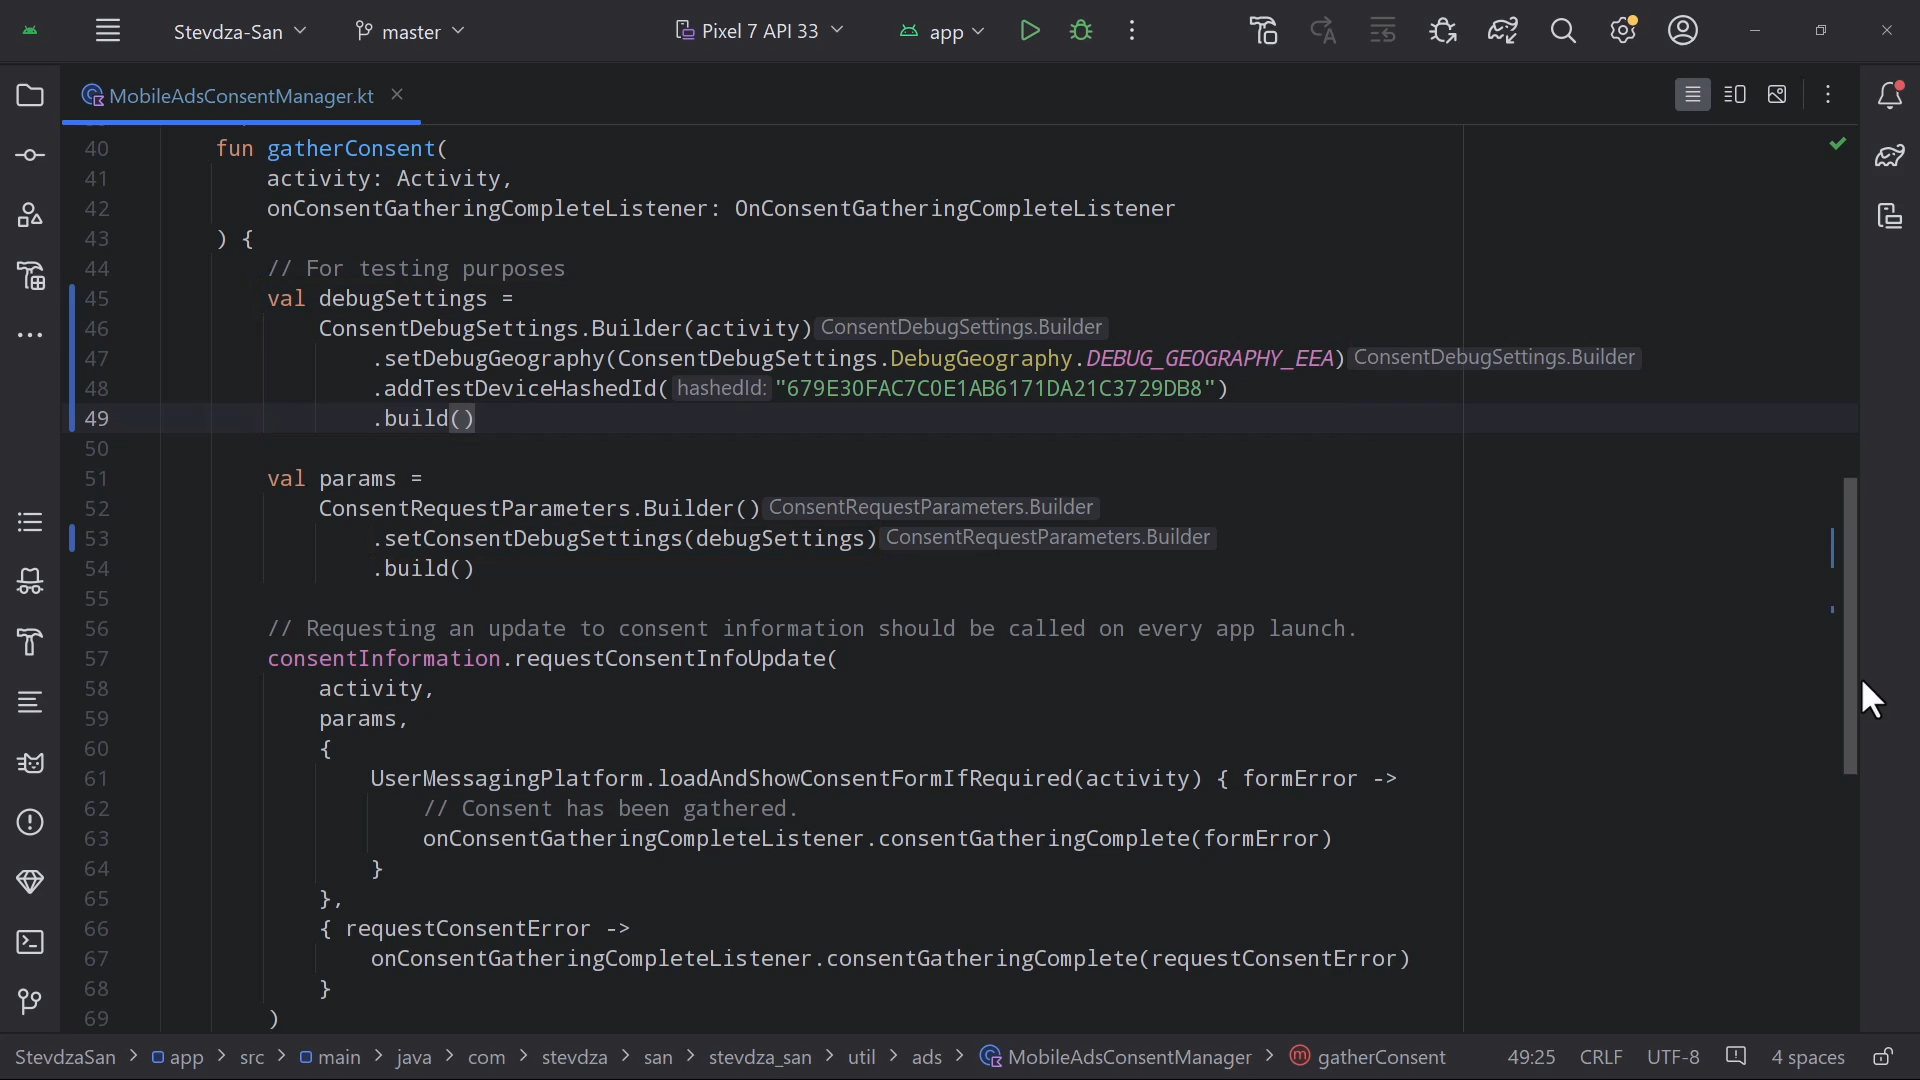 Stevdza-San master Pixel 7 API 33 app
MobileAdsConsentManager.kt
40 fun gatherConsent(
41 activity: Activity,
42 onConsentGatheringCompleteListener: OnConsentGatheringCompleteListener
43 ) {
44 // For testing purposes
45 val debugSettings =
46 ConsentDebugSettings.Builder(activity) ConsentDebugSettings.Builder
47 .setDebugGeography(ConsentDebugSettings.DebugGeography.DEBUG_GEOGRAPHY_EEA) ConsentDebugSettings.Builder
48 .addTestDeviceHashedId( hashedId: "679E30FAC7C0E1AB6171DA21C3729DB8")
49 .build()
50
51 val params =
52 ConsentRequestParameters.Builder() ConsentRequestParameters.Builder
53 .setConsentDebugSettings(debugSettings) ConsentRequestParameters.Builder
54 .build()
55
56 // Requesting an update to consent information should be called on every app launch.
57 consentInformation.requestConsentInfoUpdate(
58 activity,
59 params,
60 {
61 UserMessagingPlatform.loadAndShowConsentFormIfRequired(activity) { formError ->
62 // Consent has been gathered.
63 onConsentGatheringCompleteListener.consentGatheringComplete(formError)
64 }
65 },
66 { requestConsentError ->
67 onConsentGatheringCompleteListener.consentGatheringComplete(requestConsentError)
68 }
69 )
StevdzaSan > app > src > main > java > com > stevdza > san > stevdza_san > util > ads > MobileAdsConsentManager > m gatherConsent 49:25 CRLF UTF-8 4 spaces